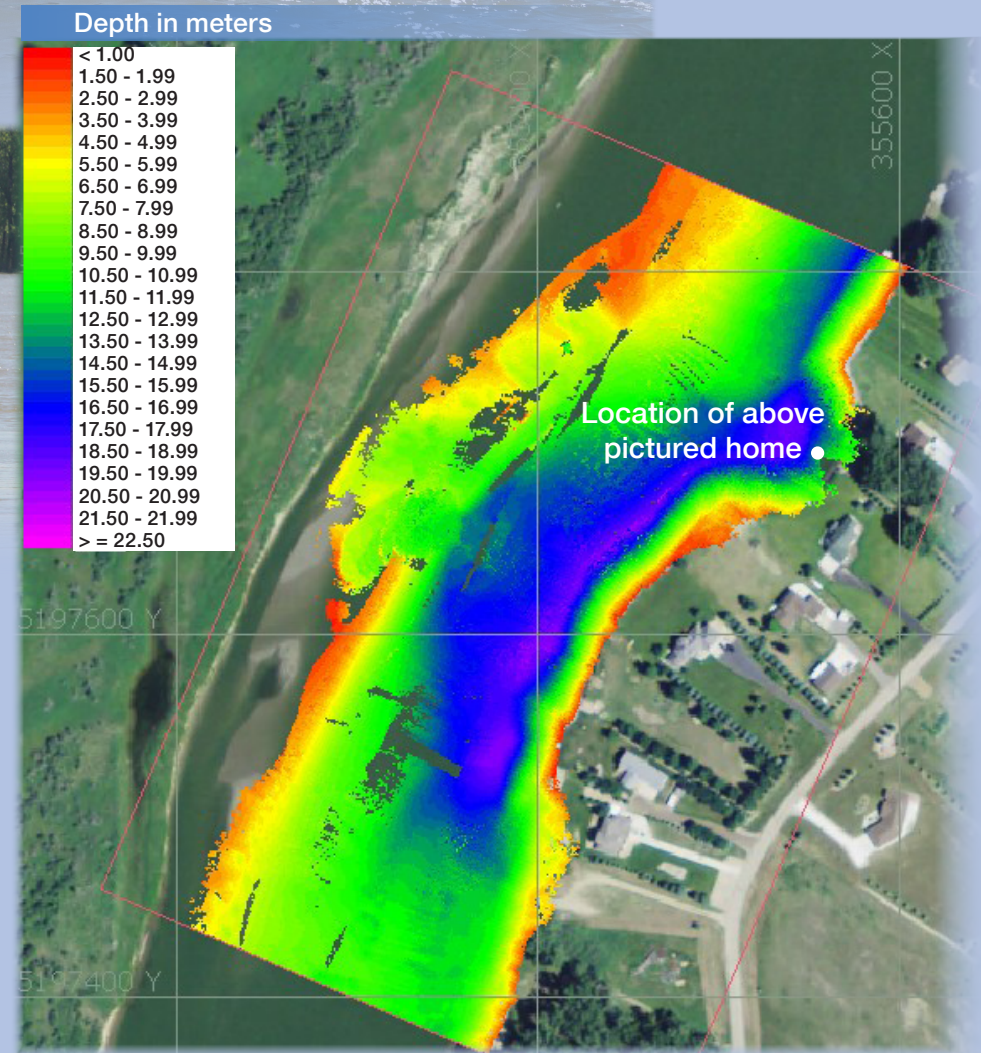 Depth in meters
< 1.00
1.50 - 1.99
2.50 - 2.99
3.50 - 3.99
4.50 - 4.99
5.50 - 5.99
6.50 - 6.99
7.50 - 7.99
8.50 - 8.99
9.50 - 9.99
10.50 - 10.99
11.50 - 11.99
12.50 - 12.99
13.50 - 13.99
14.50 - 14.99
15.50 - 15.99
16.50 - 16.99
17.50 - 17.99
18.50 - 18.99
19.50 - 19.99
20.50 - 20.99
21.50 - 21.99
> = 22.50
355600 X
Location of above
pictured home
5197600 Y
5197400 Y